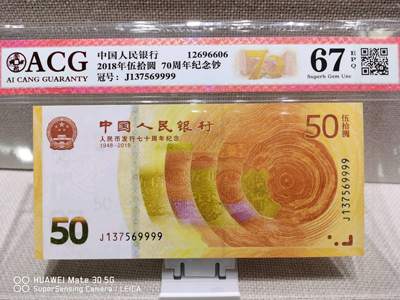 ACG
AI CANG GUARANTY
中国人民银行 12696606
2018年伍拾圆 70周年纪念钞
冠号：J137569999
70
67 EPQ
Superb Gem Unc
中国人民银行
人民币发行七十周年纪念
1948-2018
50 伍拾圆
J137569999
50
J137569999
HUAWEI Mate 30 5G
SuperSensing Camera / LEICA